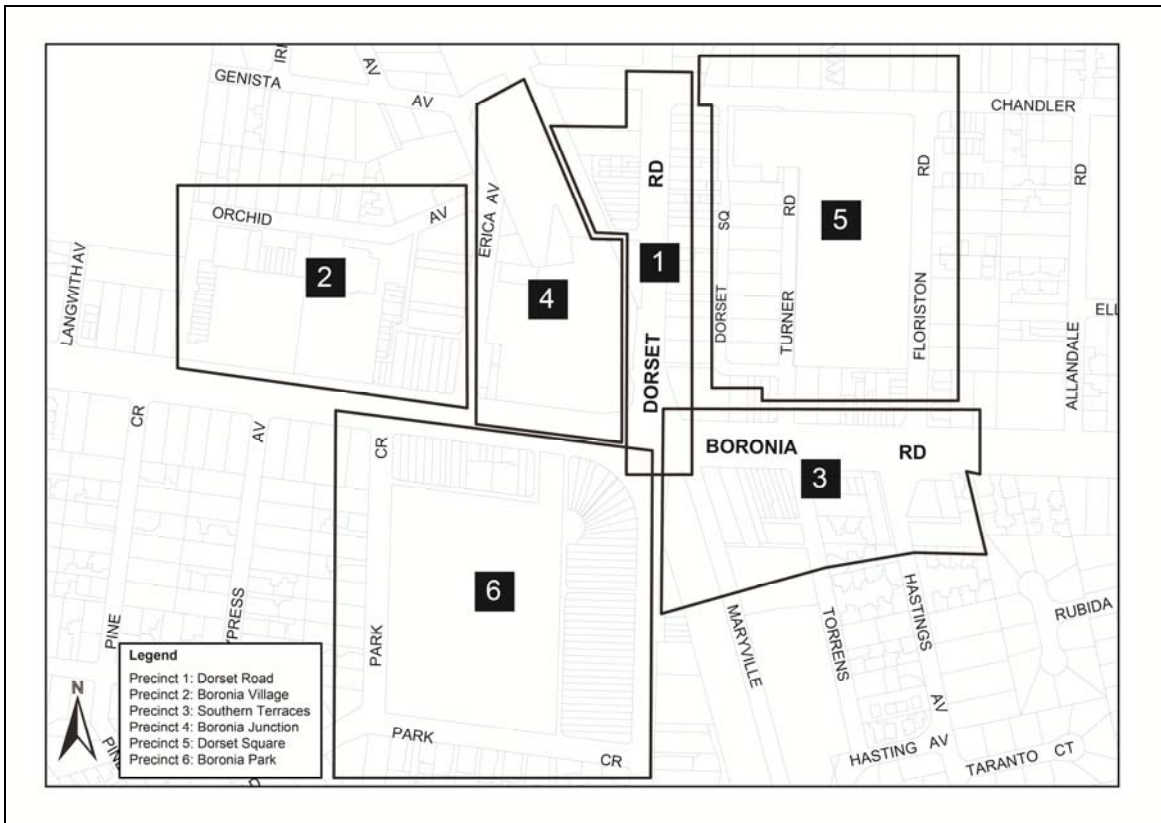 IRI
AV
GENISTA
AV
CHANDLER
RD
RD
RD
RD
ORCHID
AV
ERICA AV
SQ
5
1
2
4
LANGWITH AV
DORSET
TURNER
FLORISTON
ELL
ALLANDALE
DORSET
CR
AV
CR
BORONIA RD
3
6
PINE
YPRESS
PARK
MARYVILLE
TORRENS
HASTINGS
AV
RUBIDA
PARK
CR
HASTING AV
TARANTO CT
N
Legend
Precinct 1: Dorset Road
Precinct 2: Boronia Village
Precinct 3: Southern Terraces
Precinct 4: Boronia Junction
Precinct 5: Dorset Square
Precinct 6: Boronia Park